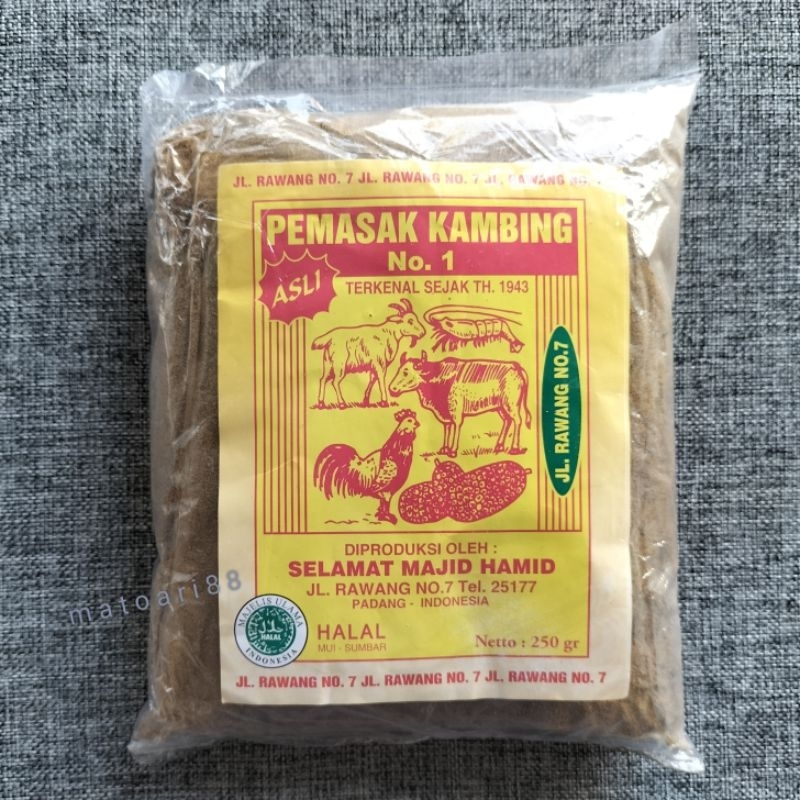 JL. RAWANG NO. 7 JL. RAWANG NO. 7 JL. RAWANG NO. 7
PEMASAK KAMBING
No. 1
ASLI
TERKENAL SEJAK TH. 1943
JL. RAWANG NO.7
DIPRODUKSI OLEH :
SELAMAT MAJID HAMID
JL. RAWANG NO.7 Tel. 25177
PADANG - INDONESIA
matoari88
MAJELIS ULAMA
حلال
HALAL
INDONESIA
HALAL
MUI - SUMBAR
Netto : 250 gr
JL. RAWANG NO. 7 JL. RAWANG NO. 7 JL. RAWANG NO. 7